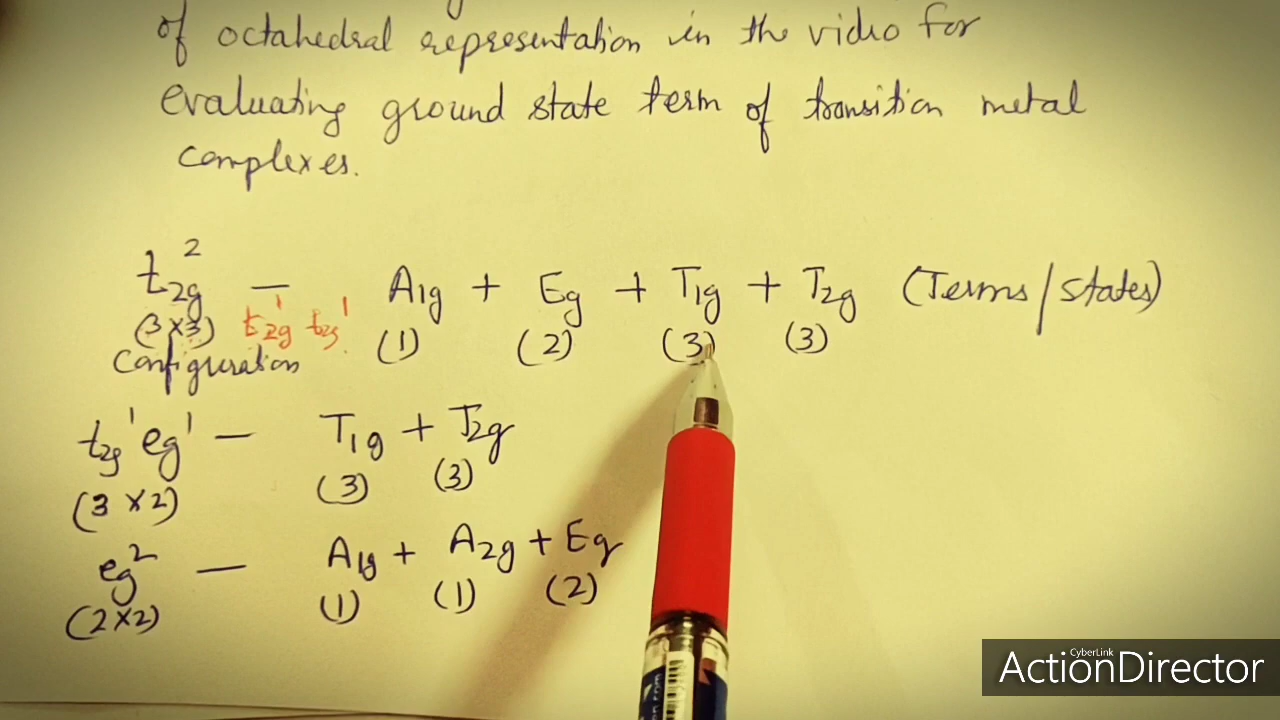 of octahedral representation in the video for
evaluating ground state term of transition metal
complexes.
t₂g² — A₁g + Eg + T₁g + T₂g (Terms/States)
(3×3) t₂g¹ t₂g¹. (1) (2) (3) (3)
Configuration
t₂g¹ eg¹ — T₁g + T₂g
(3×2) (3) (3)
eg² — A₁g + A₂g + Eg
(2×2) (1) (1) (2)
CyberLink
ActionDirector